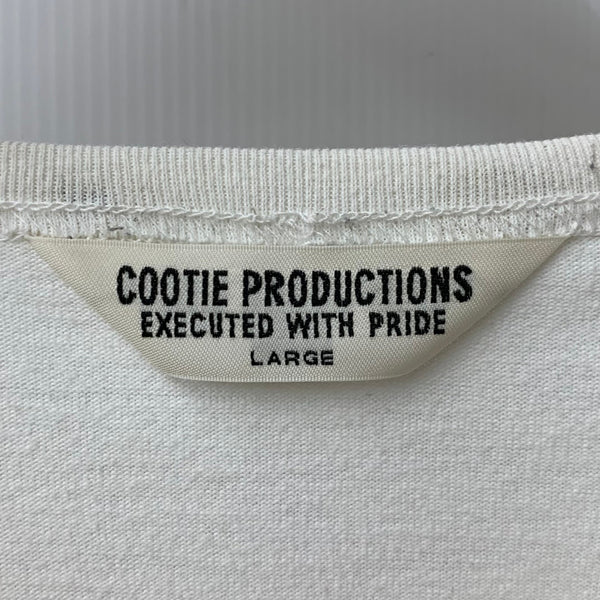 COOTIE PRODUCTIONS
EXECUTED WITH PRIDE
LARGE